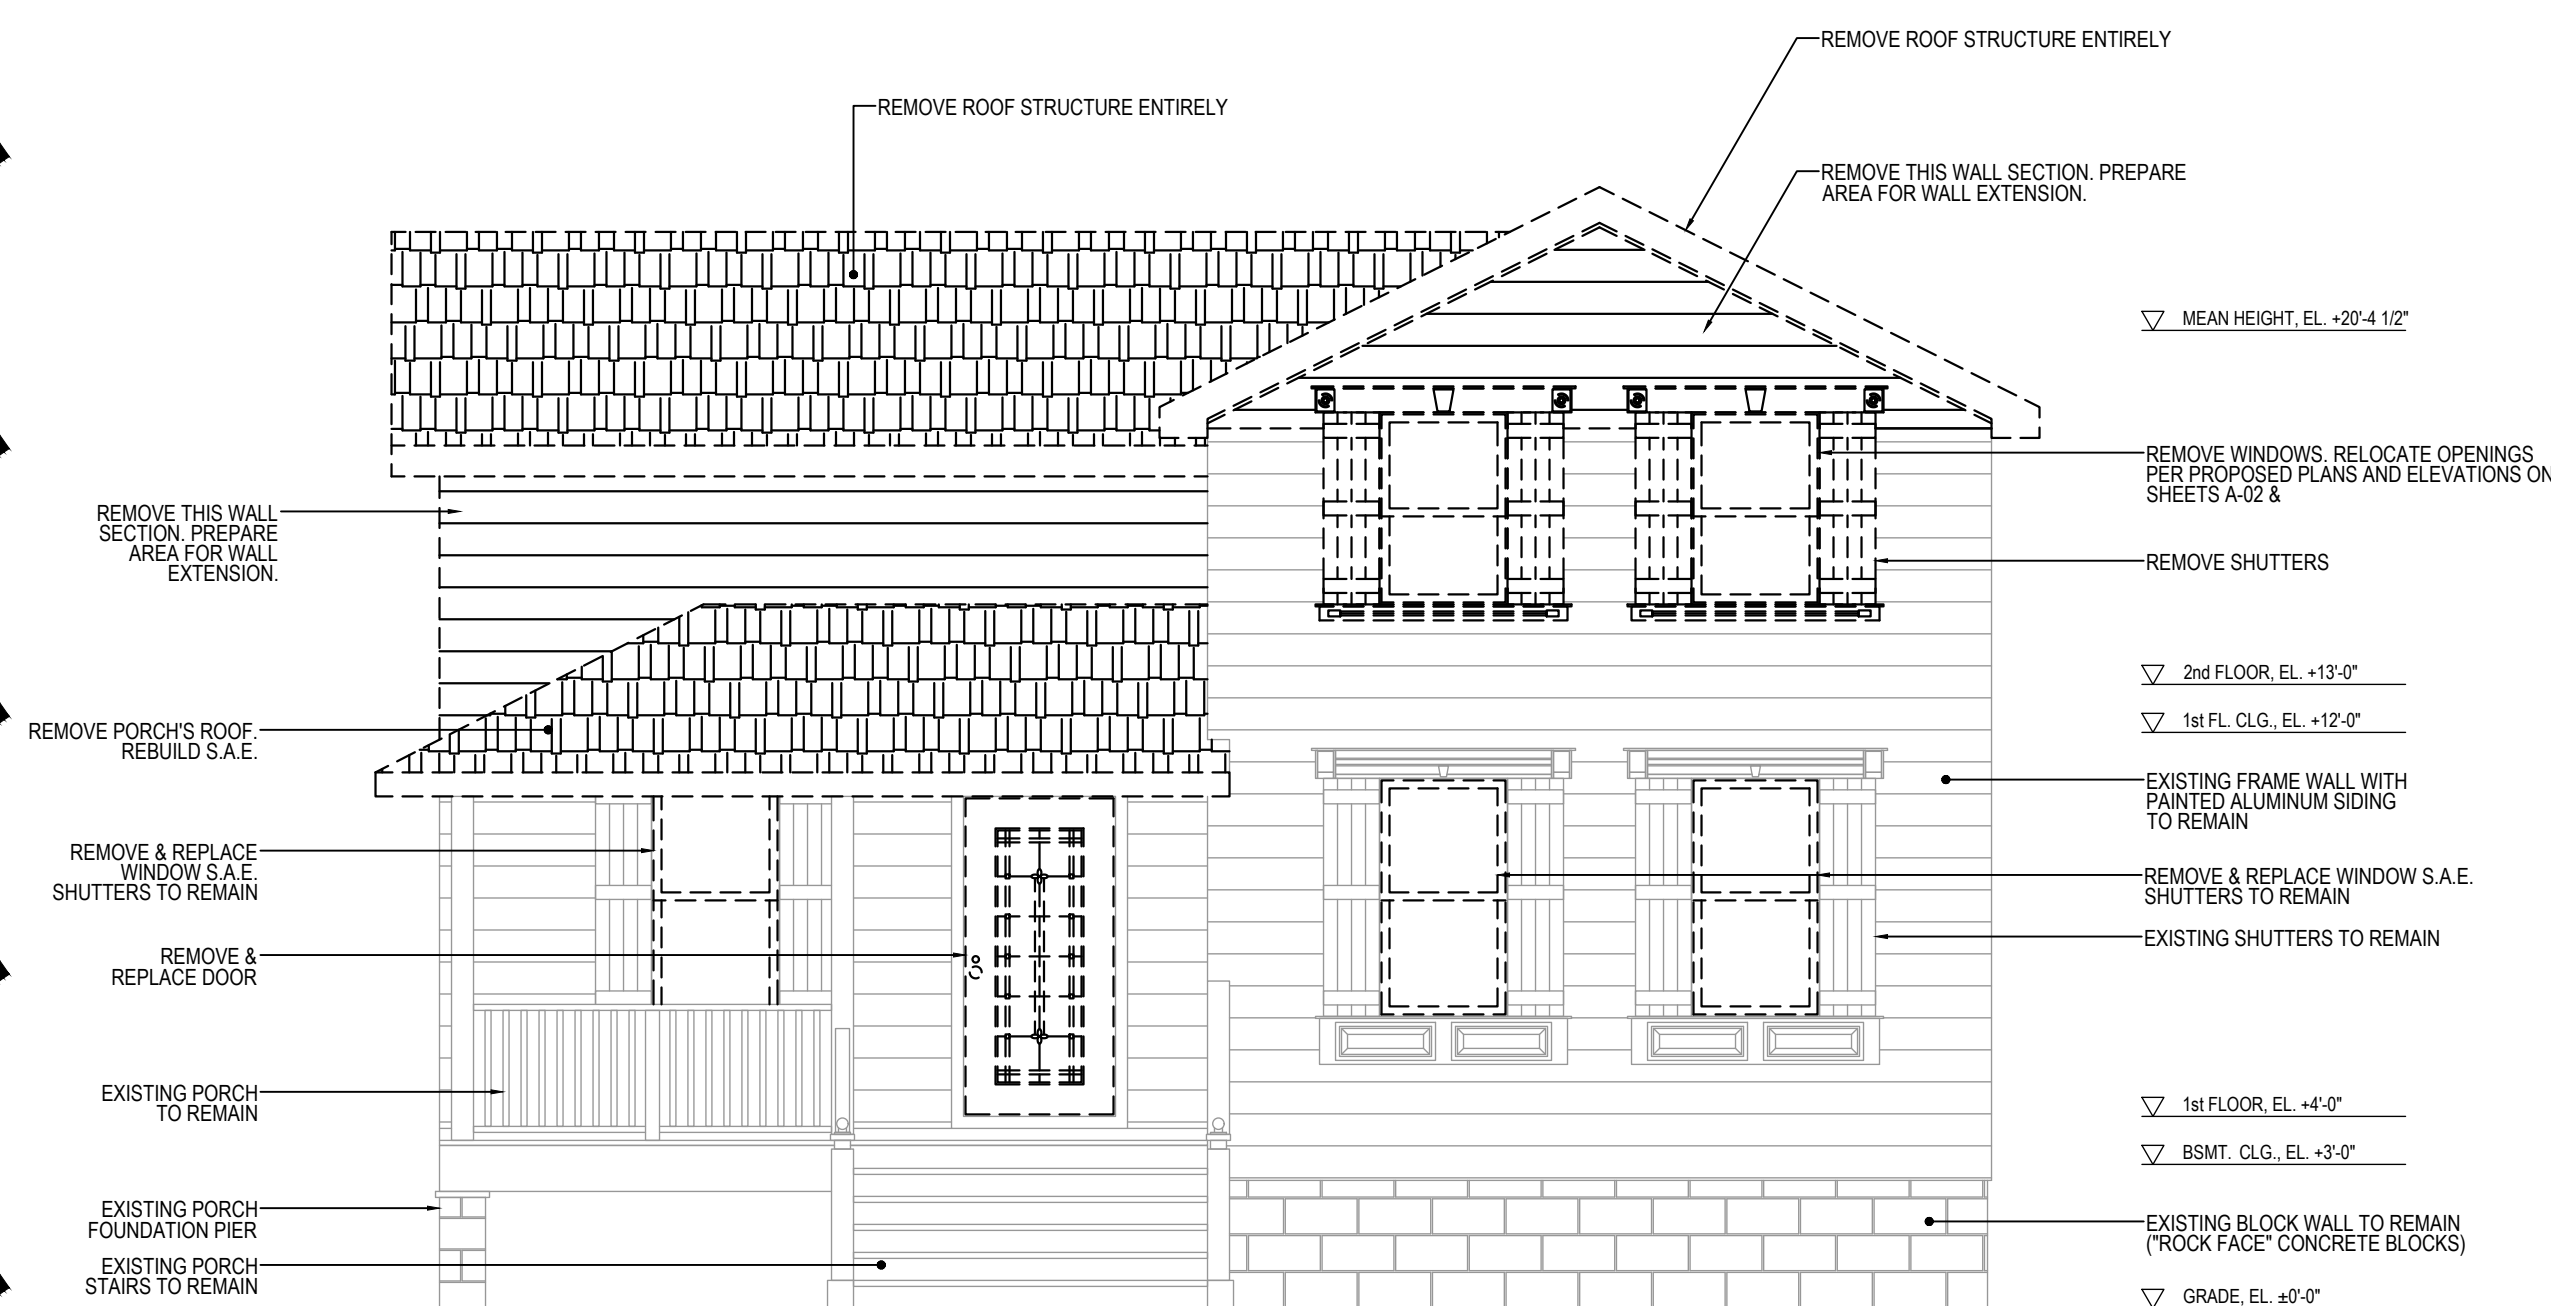 REMOVE ROOF STRUCTURE ENTIRELY
REMOVE ROOF STRUCTURE ENTIRELY
REMOVE THIS WALL SECTION. PREPARE
AREA FOR WALL EXTENSION.
MEAN HEIGHT, EL. +20'-4 1/2"
REMOVE WINDOWS. RELOCATE OPENINGS
PER PROPOSED PLANS AND ELEVATIONS ON
SHEETS A-02 &
REMOVE THIS WALL
SECTION. PREPARE
AREA FOR WALL
EXTENSION.
REMOVE SHUTTERS
2nd FLOOR, EL. +13'-0"
1st FL. CLG., EL. +12'-0"
REMOVE PORCH'S ROOF.
REBUILD S.A.E.
EXISTING FRAME WALL WITH
PAINTED ALUMINUM SIDING
TO REMAIN
REMOVE & REPLACE
WINDOW S.A.E.
SHUTTERS TO REMAIN
REMOVE & REPLACE WINDOW S.A.E.
SHUTTERS TO REMAIN
EXISTING SHUTTERS TO REMAIN
REMOVE &
REPLACE DOOR
EXISTING PORCH
TO REMAIN
1st FLOOR, EL. +4'-0"
BSMT. CLG., EL. +3'-0"
EXISTING PORCH
FOUNDATION PIER
EXISTING BLOCK WALL TO REMAIN
("ROCK FACE" CONCRETE BLOCKS)
EXISTING PORCH
STAIRS TO REMAIN
GRADE, EL. ±0'-0"